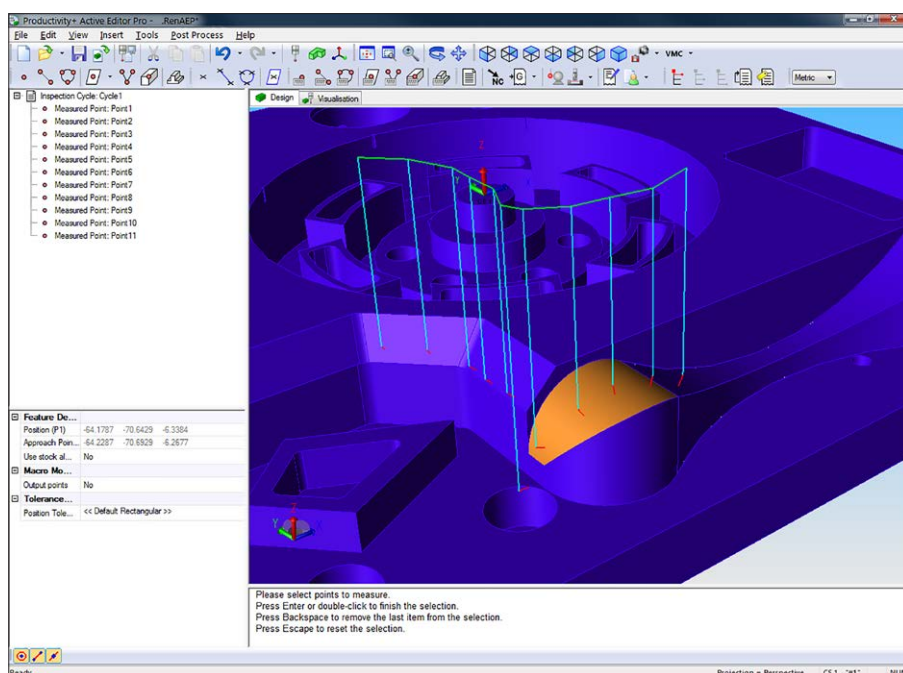 Productivity+ Active Editor Pro - .RenAEP*
File Edit View Insert Tools Post Process Help
VMC
NC G
Metric
Inspection Cycle: Cycle1
Measured Point: Point1
Measured Point: Point2
Measured Point: Point3
Measured Point: Point4
Measured Point: Point5
Measured Point: Point6
Measured Point: Point7
Measured Point: Point8
Measured Point: Point9
Measured Point: Point10
Measured Point: Point11
Design Visualisation
Z
Y X
Z
Y X
Feature De...
Position (P1) -64.1787 -70.6429 -6.3384
Approach Poin... -64.2287 -70.6929 -6.2677
Use stock al... No
Macro Mo...
Output points No
Tolerance...
Position Tole... << Default Rectangular >>
Please select points to measure.
Press Enter or double-click to finish the selection.
Press Backspace to remove the last item from the selection.
Press Escape to reset the selection.
Ready Projection = Perspective CS 1 "#1" NUM